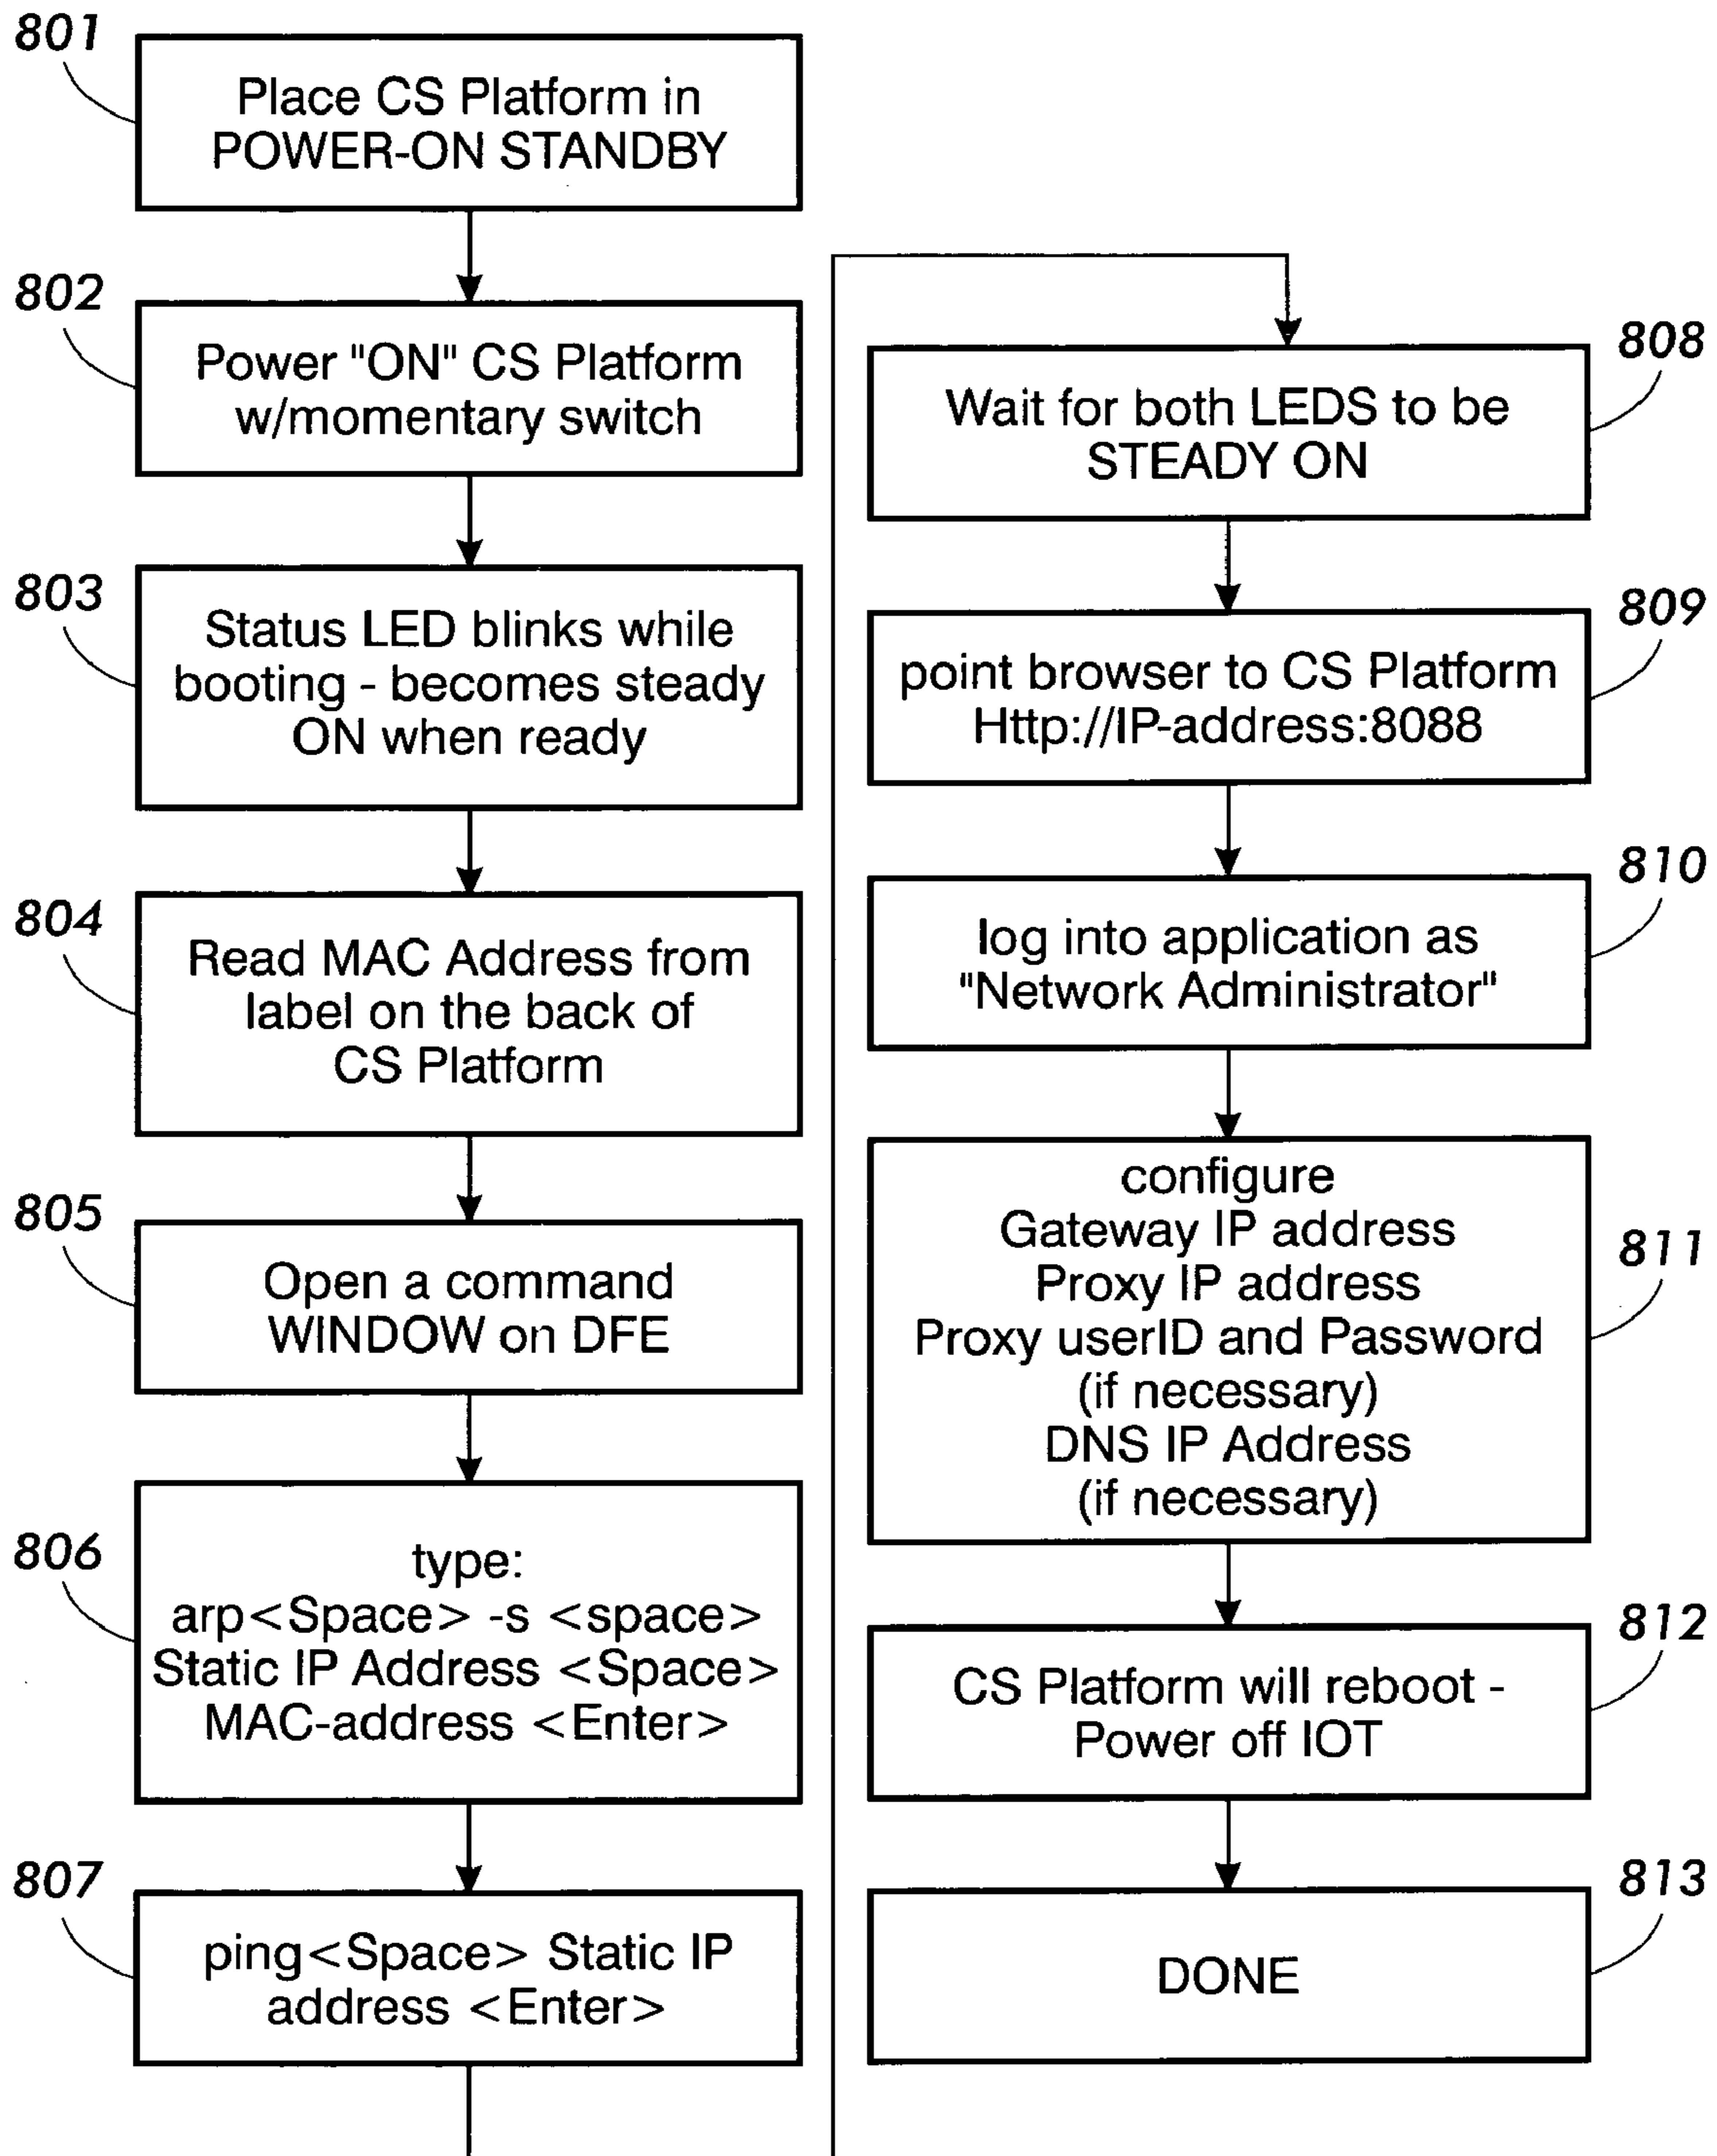 801
Place CS Platform in
POWER-ON STANDBY
802
Power "ON" CS Platform
w/momentary switch
803
Status LED blinks while
booting - becomes steady
ON when ready
804
Read MAC Address from
label on the back of
CS Platform
805
Open a command
WINDOW on DFE
806
type:
arp<Space> -s <space>
Static IP Address <Space>
MAC-address <Enter>
807
ping<Space> Static IP
address <Enter>
808
Wait for both LEDS to be
STEADY ON
809
point browser to CS Platform
Http://IP-address:8088
810
log into application as
"Network Administrator"
811
configure
Gateway IP address
Proxy IP address
Proxy userID and Password
(if necessary)
DNS IP Address
(if necessary)
812
CS Platform will reboot -
Power off IOT
813
DONE